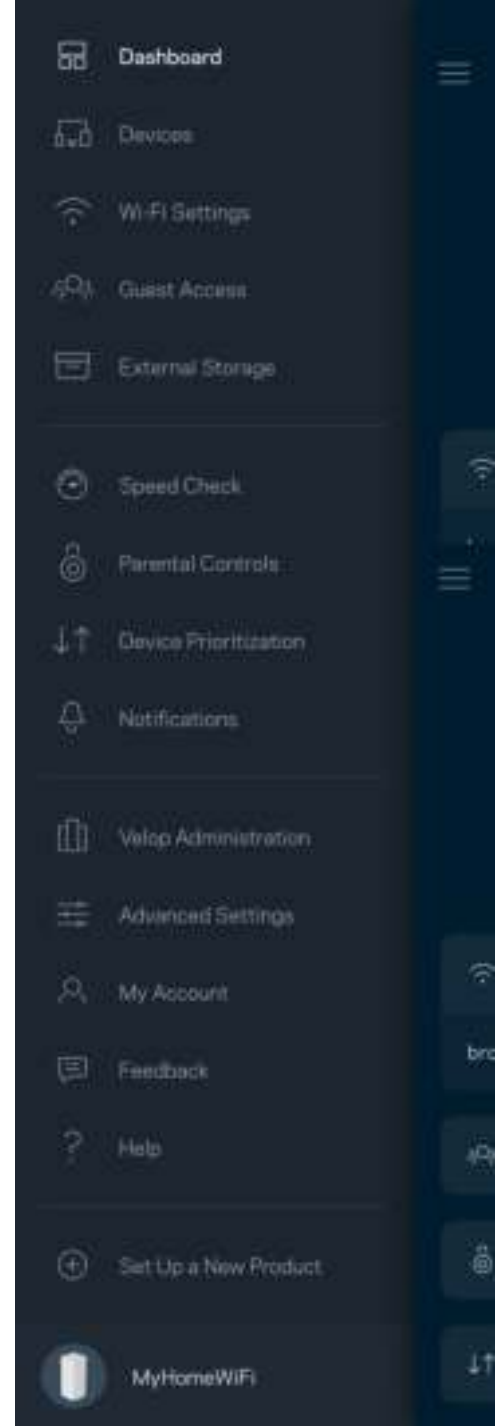 Dashboard
Devices
Wi-Fi Settings
Guest Access
External Storage
Speed Check
Parental Controls
Device Prioritization
Notifications
Velop Administration
Advanced Settings
My Account
Feedback
Help
Set Up a New Product
MyHomeWiFi
bro